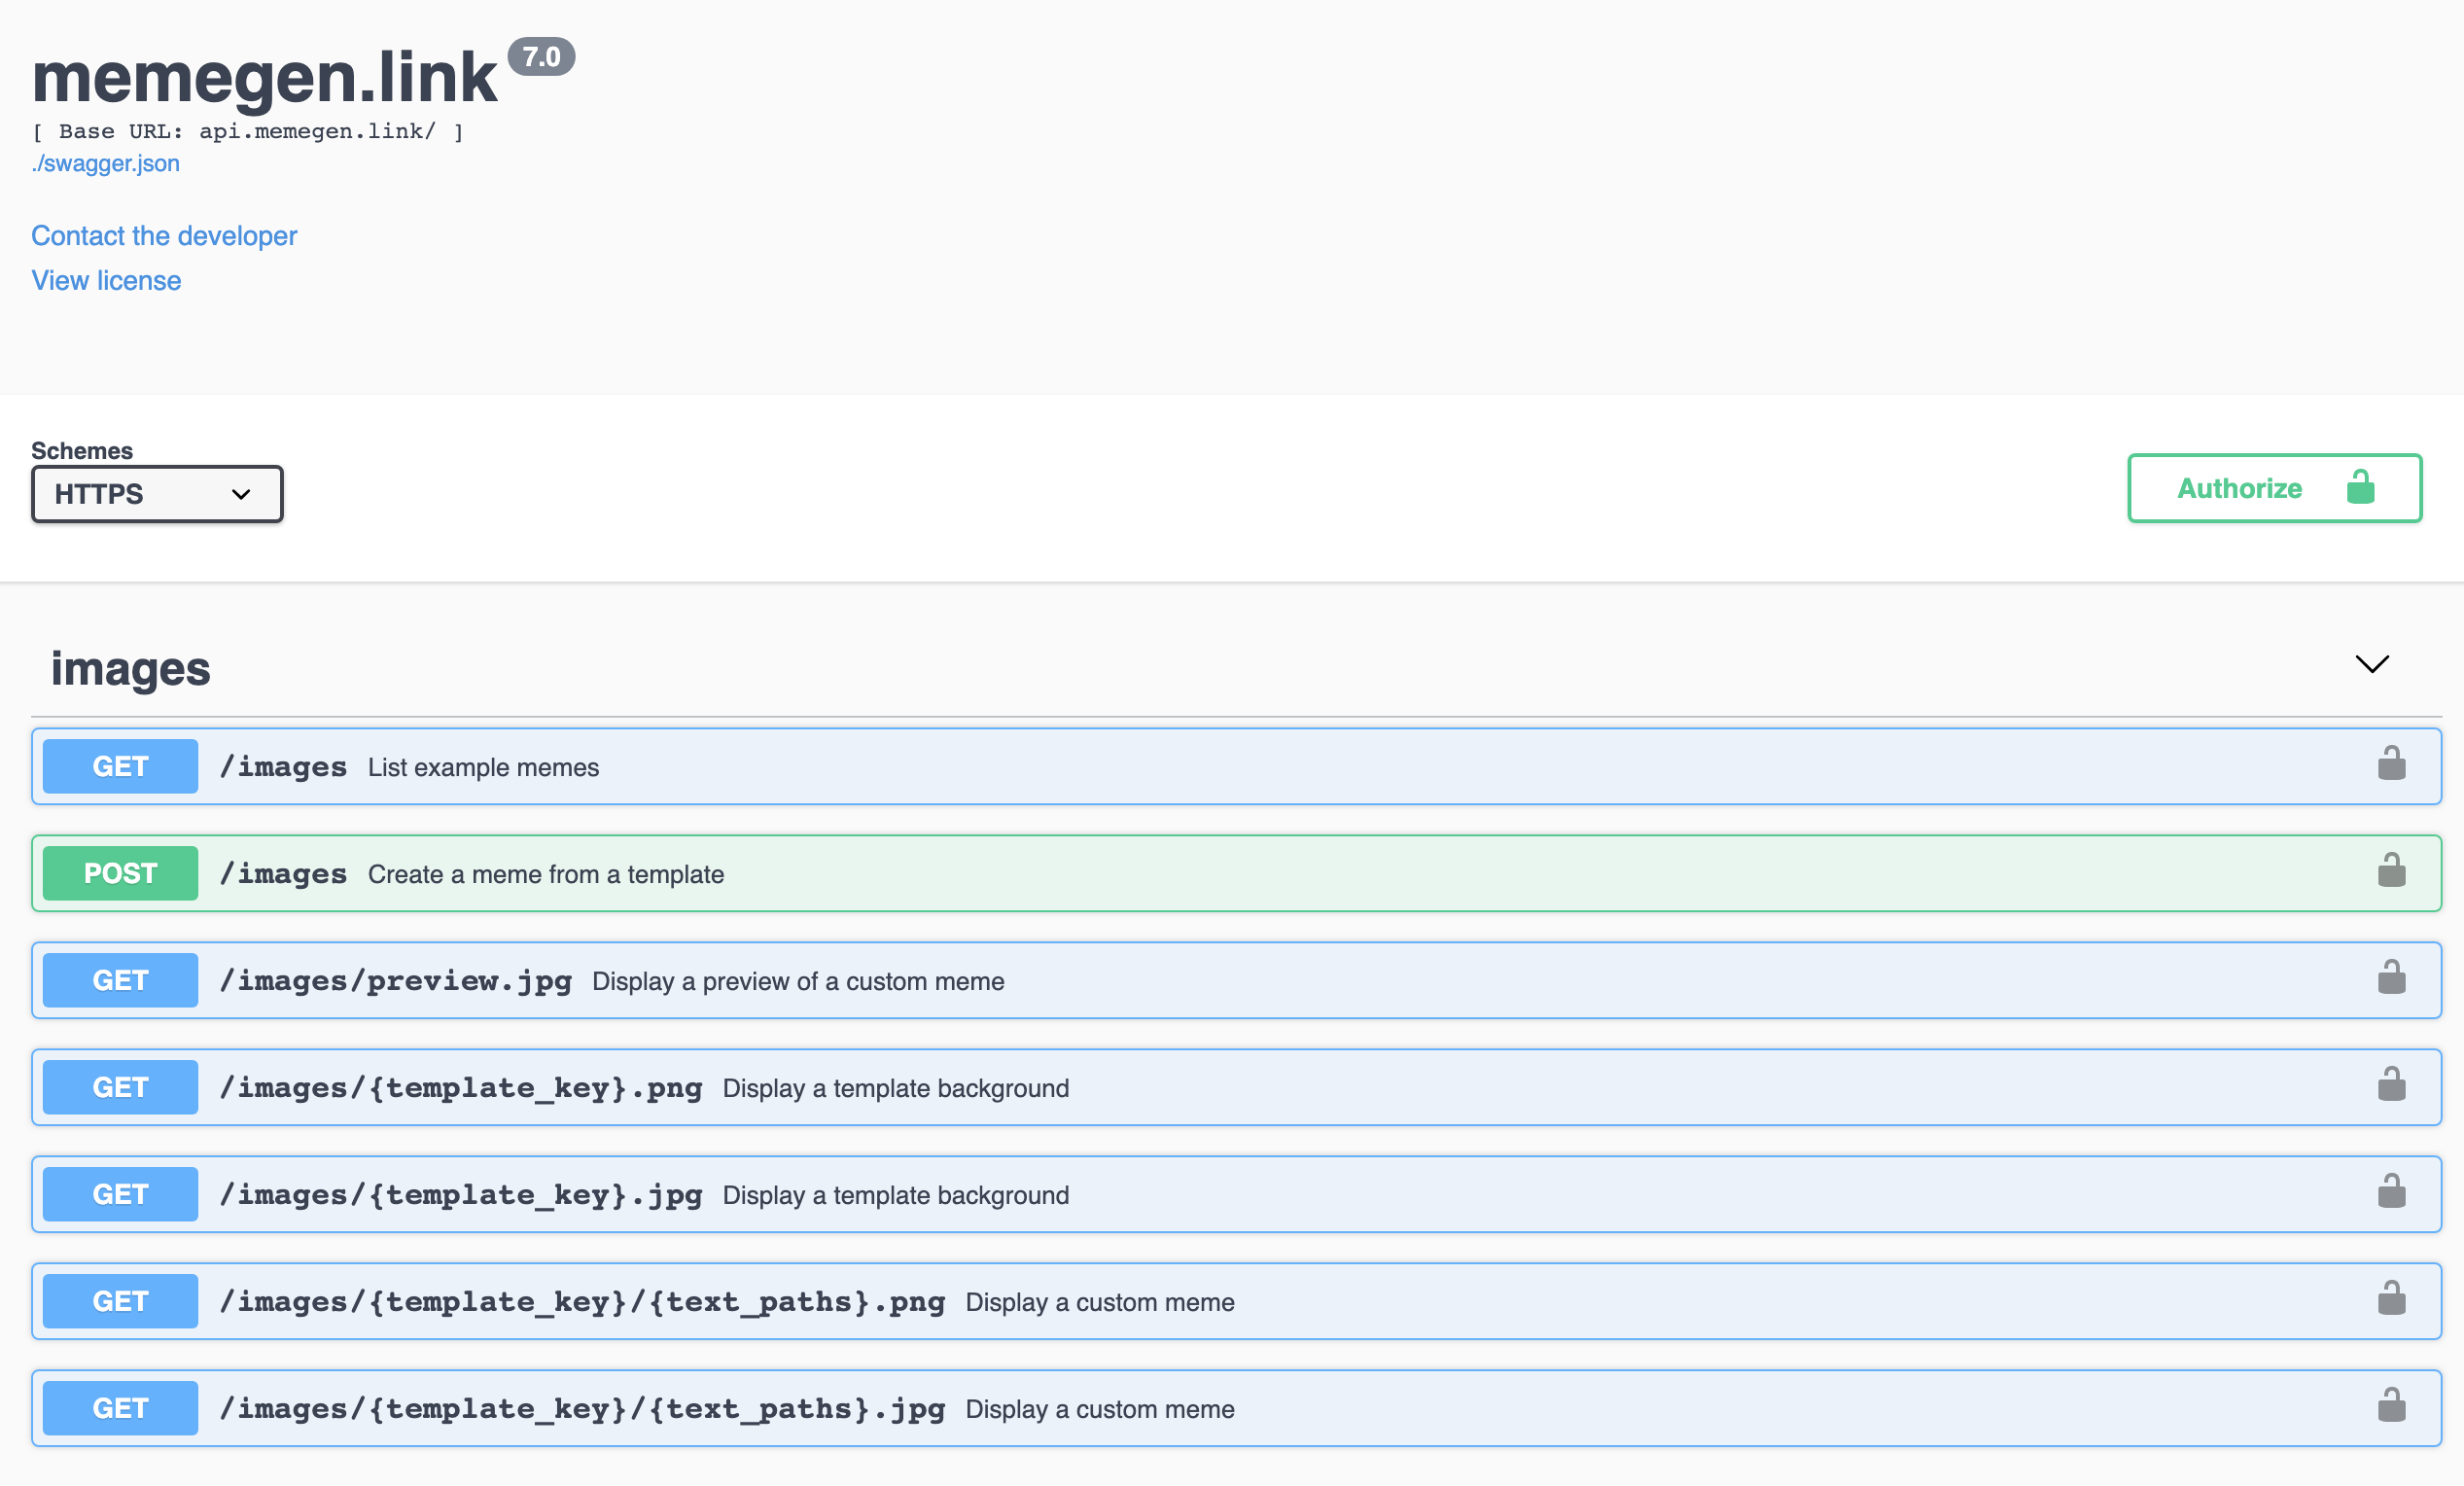 memegen.link 7.0
[ Base URL: api.memegen.link/ ]
./swagger.json
Contact the developer
View license
Schemes
HTTPS
Authorize
images
GET /images List example memes
POST /images Create a meme from a template
GET /images/preview.jpg Display a preview of a custom meme
GET /images/{template_key}.png Display a template background
GET /images/{template_key}.jpg Display a template background
GET /images/{template_key}/{text_paths}.png Display a custom meme
GET /images/{template_key}/{text_paths}.jpg Display a custom meme